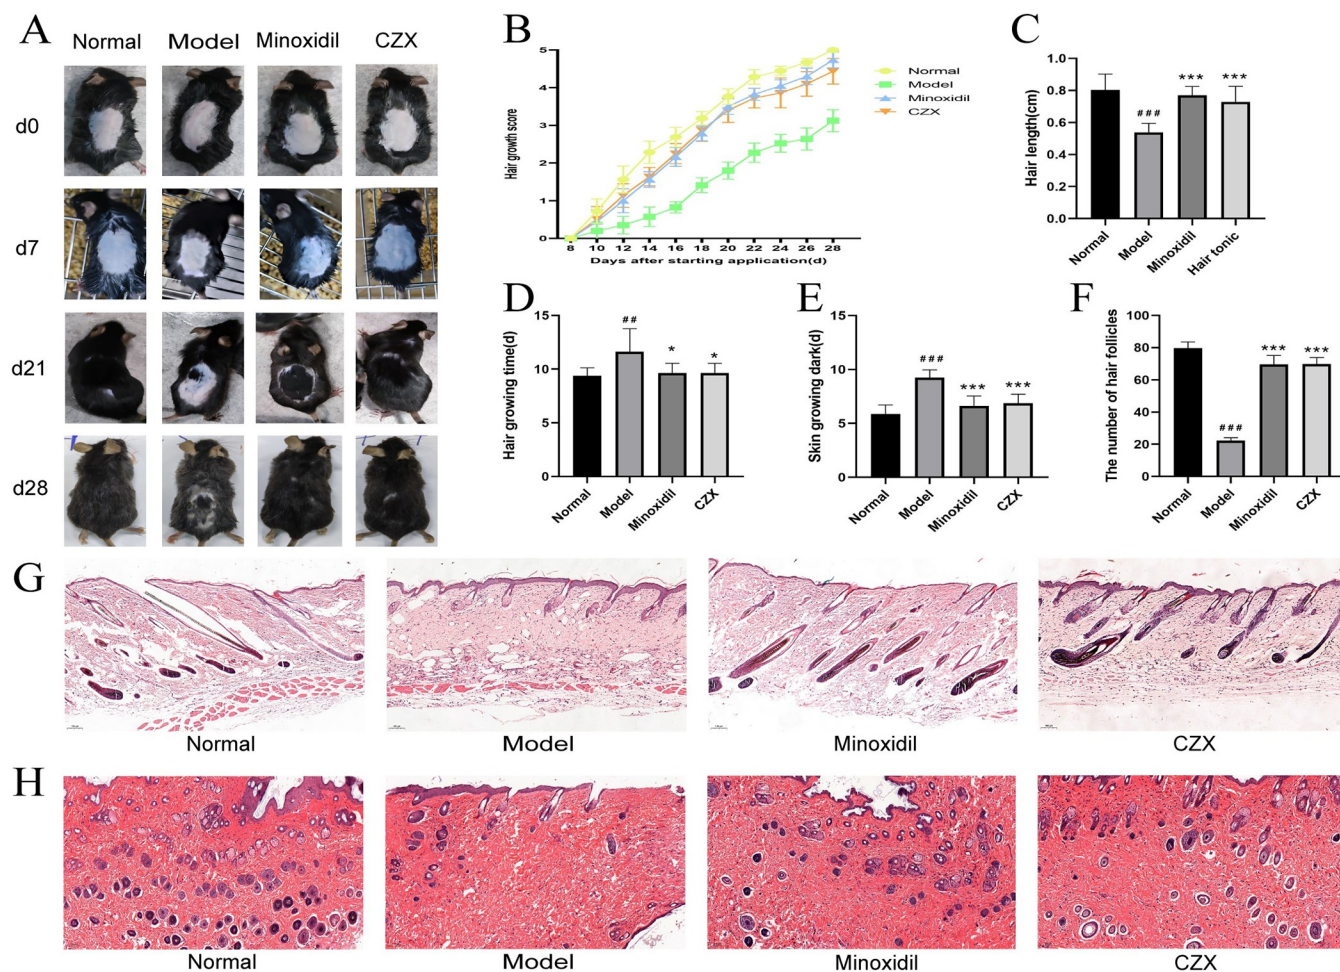 A
Normal
Model
Minoxidil
CZX
d0
d7
d21
d28
B
Hair growth score
5
4
3
2
1
0
8 10 12 14 16 18 20 22 24 26 28
Days after starting application(d)
Normal
Model
Minoxidil
CZX
C
Hair length(cm)
1.0
0.8
0.6
0.4
0.2
0.0
###
***
***
Normal
Model
Minoxidil
Hair tonic
D
Hair growing time(d)
15
10
5
0
##
*
*
Normal
Model
Minoxidil
CZX
E
Skin growing dark(d)
15
10
5
0
###
***
***
Normal
Model
Minoxidil
CZX
F
The number of hair follicles
100
80
60
40
20
0
###
***
***
Normal
Model
Minoxidil
CZX
G
Normal
Model
Minoxidil
CZX
H
Normal
Model
Minoxidil
CZX